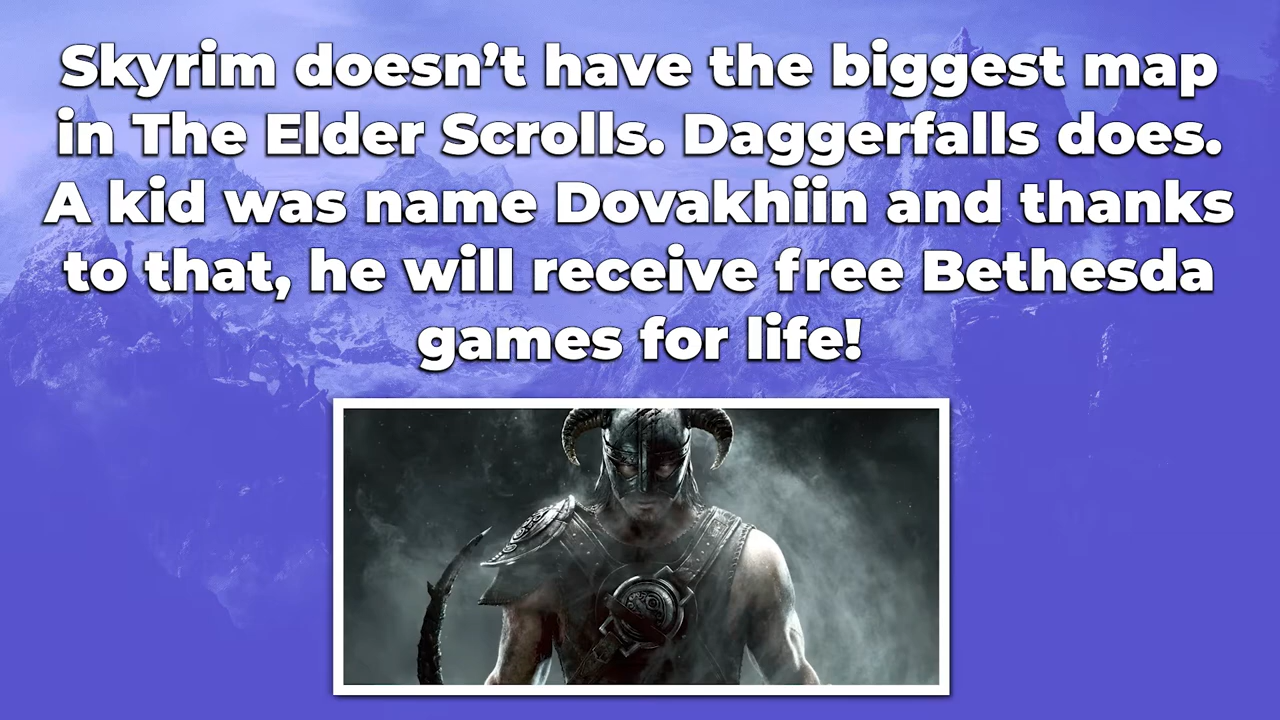 Skyrim doesn’t have the biggest map
in The Elder Scrolls. Daggerfalls does.
A kid was name Dovakhiin and thanks
to that, he will receive free Bethesda
games for life!